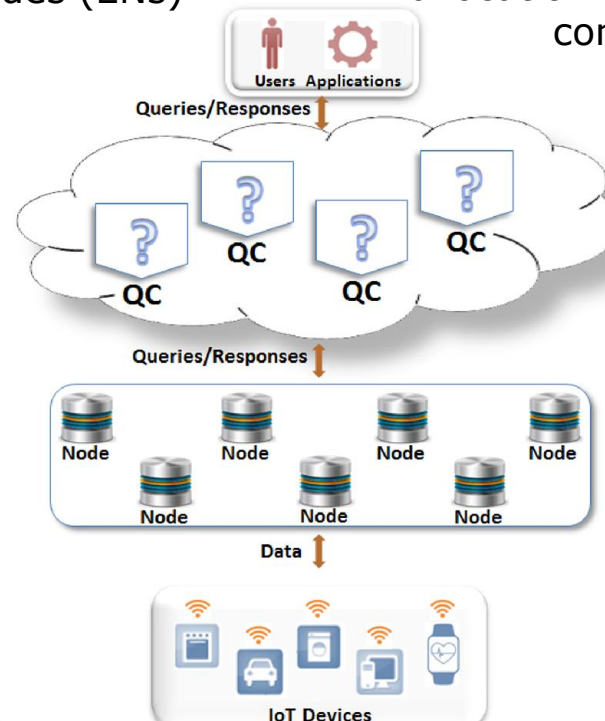 (ENs)
Users Applications
Queries/Responses
?
?
?
?
QC
QC
QC
QC
Queries/Responses
Node
Node
Node
Node
Node
Node
Node
Data
IoT Devices